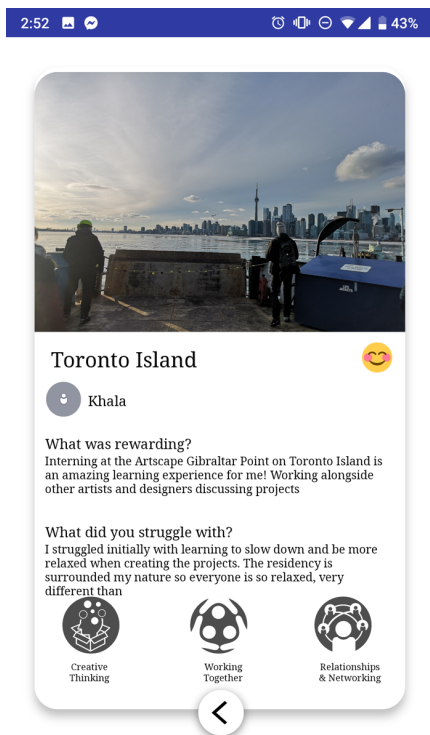 2:52
43%
Toronto Island
Khala
What was rewarding?
Interning at the Artscape Gibraltar Point on Toronto Island is
an amazing learning experience for me! Working alongside
other artists and designers discussing projects
What did you struggle with?
I struggled initially with learning to slow down and be more
relaxed when creating the projects. The residency is
surrounded my nature so everyone is so relaxed, very
different than
Creative
Thinking
Working
Together
Relationships
& Networking